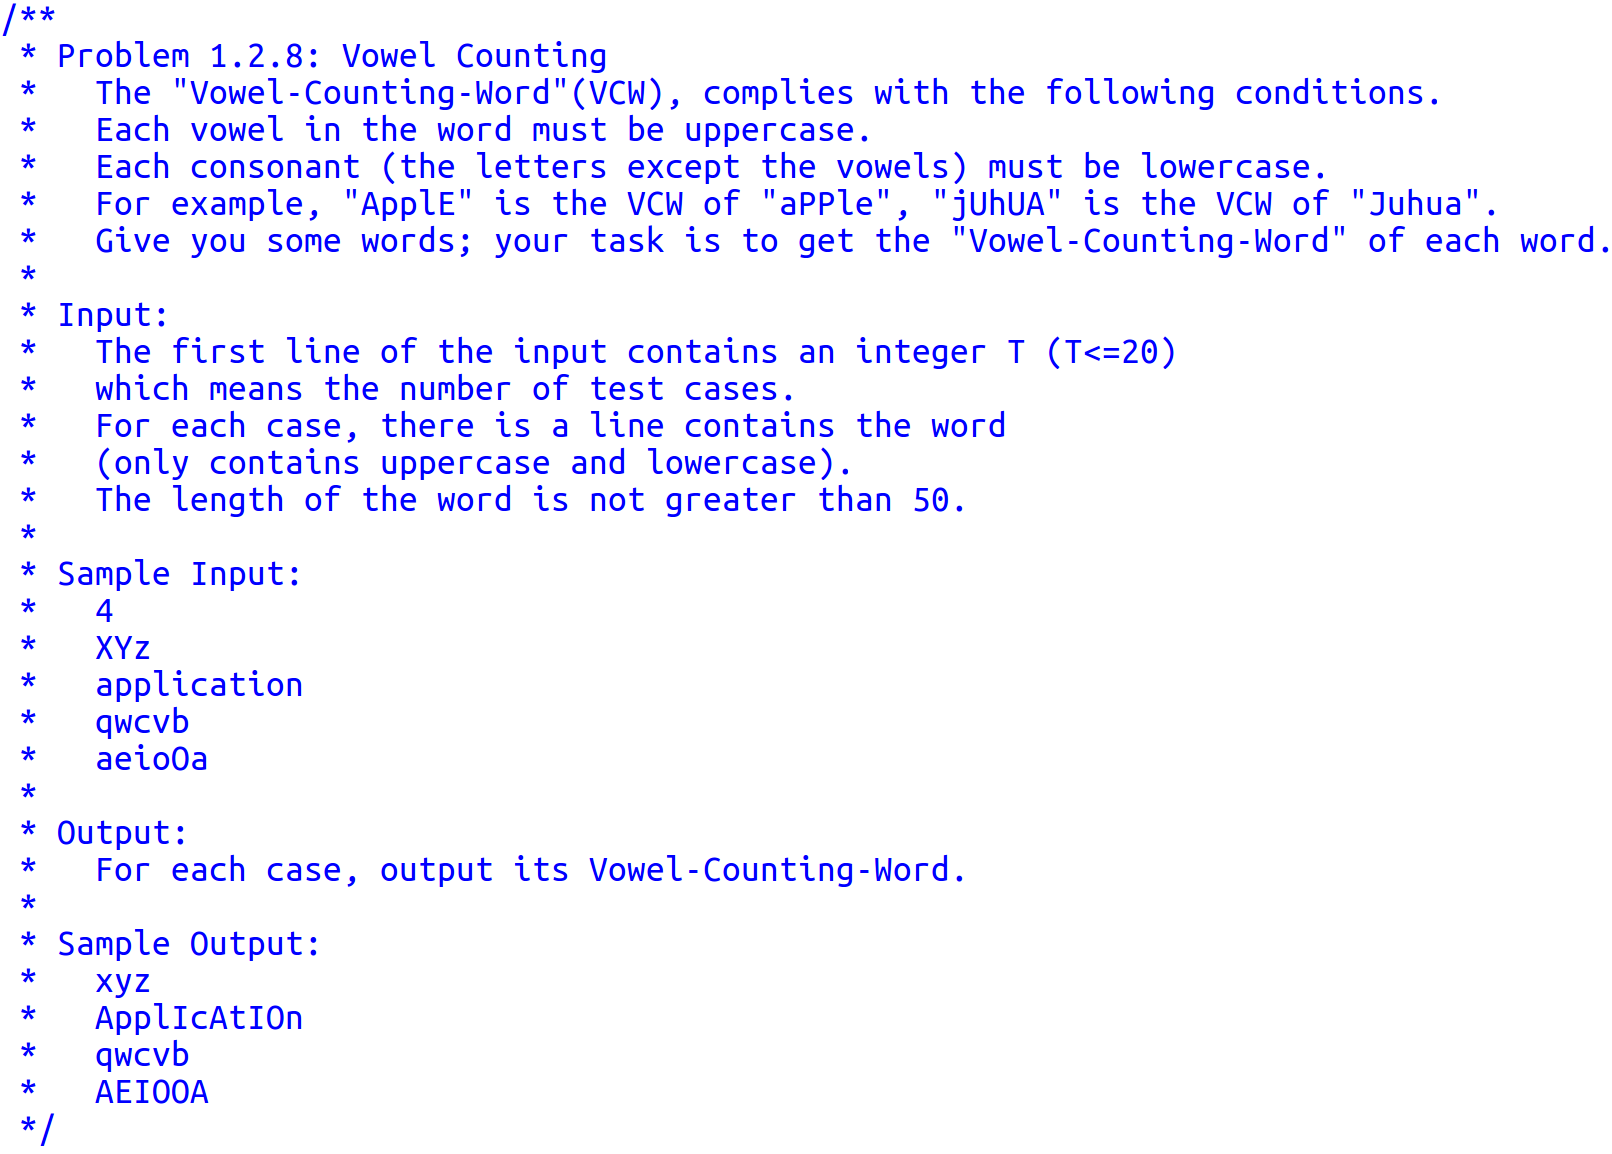 /**
 * Problem 1.2.8: Vowel Counting
 *   The "Vowel-Counting-Word"(VCW), complies with the following conditions.
 *   Each vowel in the word must be uppercase.
 *   Each consonant (the letters except the vowels) must be lowercase.
 *   For example, "ApplE" is the VCW of "aPPle", "jUhUA" is the VCW of "Juhua".
 *   Give you some words; your task is to get the "Vowel-Counting-Word" of each word.
 *
 * Input:
 *   The first line of the input contains an integer T (T<=20)
 *   which means the number of test cases.
 *   For each case, there is a line contains the word
 *   (only contains uppercase and lowercase).
 *   The length of the word is not greater than 50.
 *
 * Sample Input:
 *   4
 *   XYz
 *   application
 *   qwcvb
 *   aeioOa
 *
 * Output:
 *   For each case, output its Vowel-Counting-Word.
 *
 * Sample Output:
 *   xyz
 *   ApplIcAtIOn
 *   qwcvb
 *   AEIOOA
 */